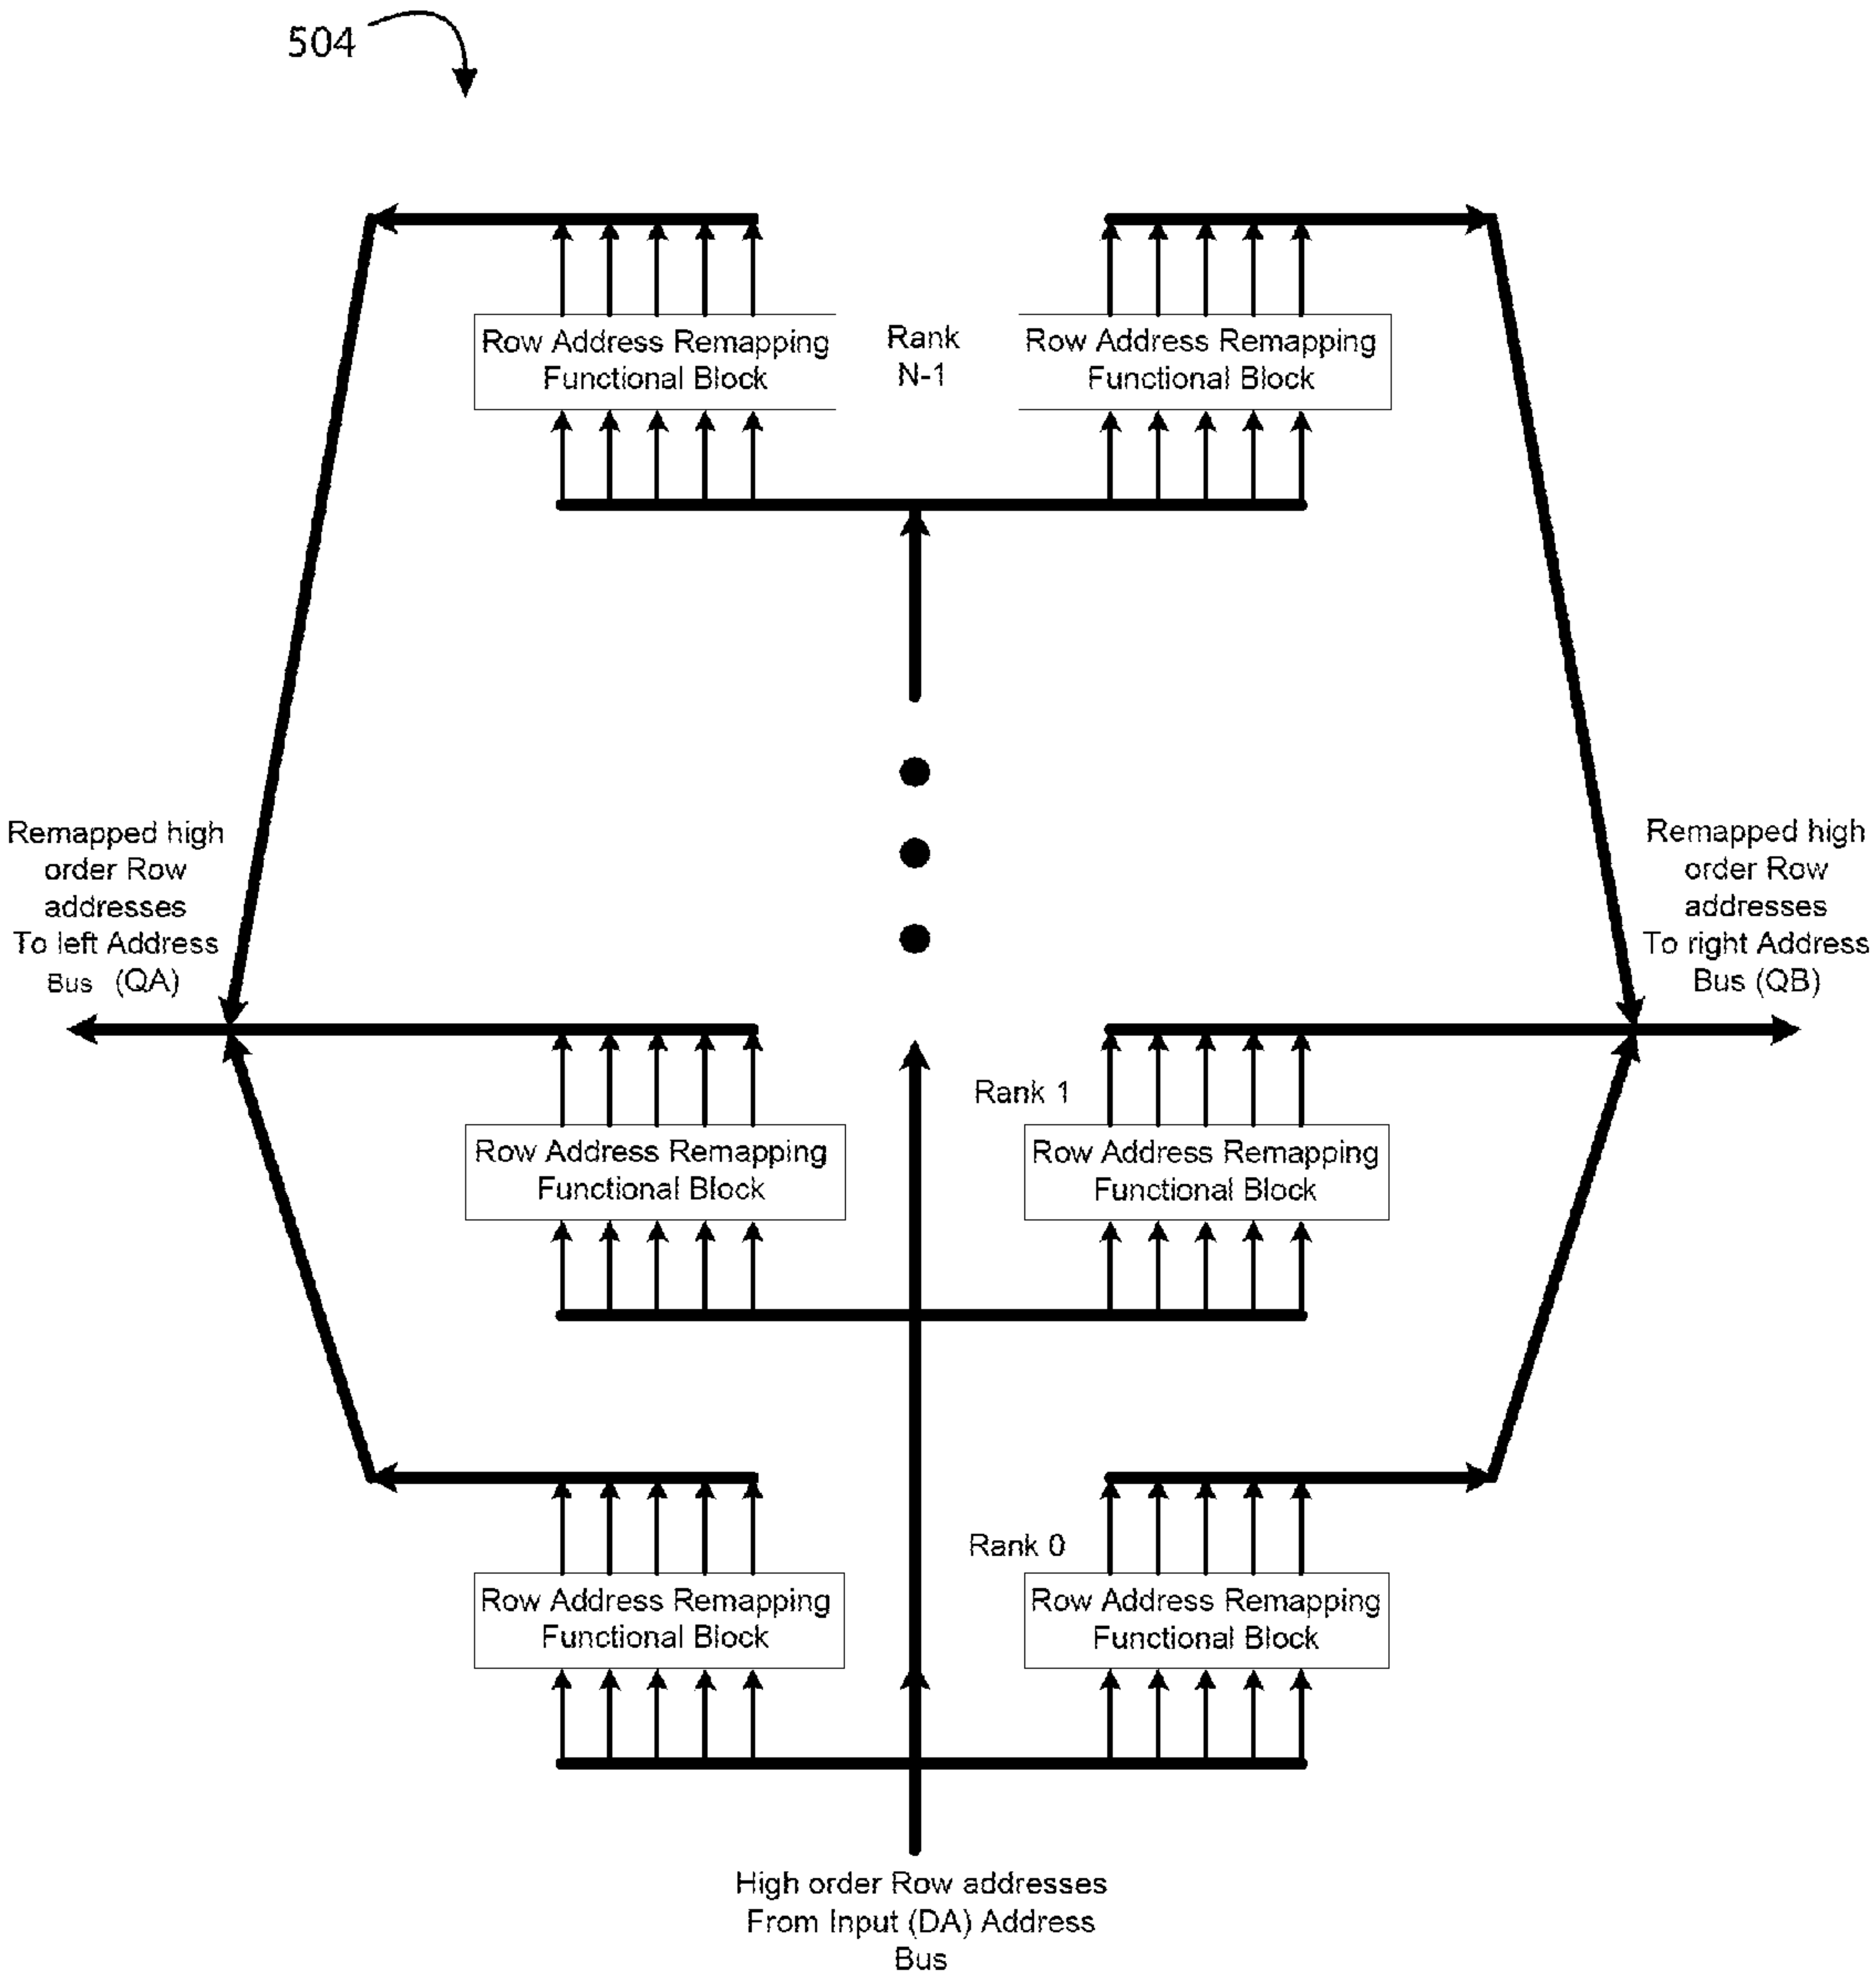 504
Row Address Remapping
Functional Block
Rank
N-1
Row Address Remapping
Functional Block
Remapped high
order Row
addresses
To left Address
Bus (QA)
Remapped high
order Row
addresses
To right Address
Bus (QB)
Rank 1
Row Address Remapping
Functional Block
Row Address Remapping
Functional Block
Rank 0
Row Address Remapping
Functional Block
Row Address Remapping
Functional Block
High order Row addresses
From Input (DA) Address
Bus